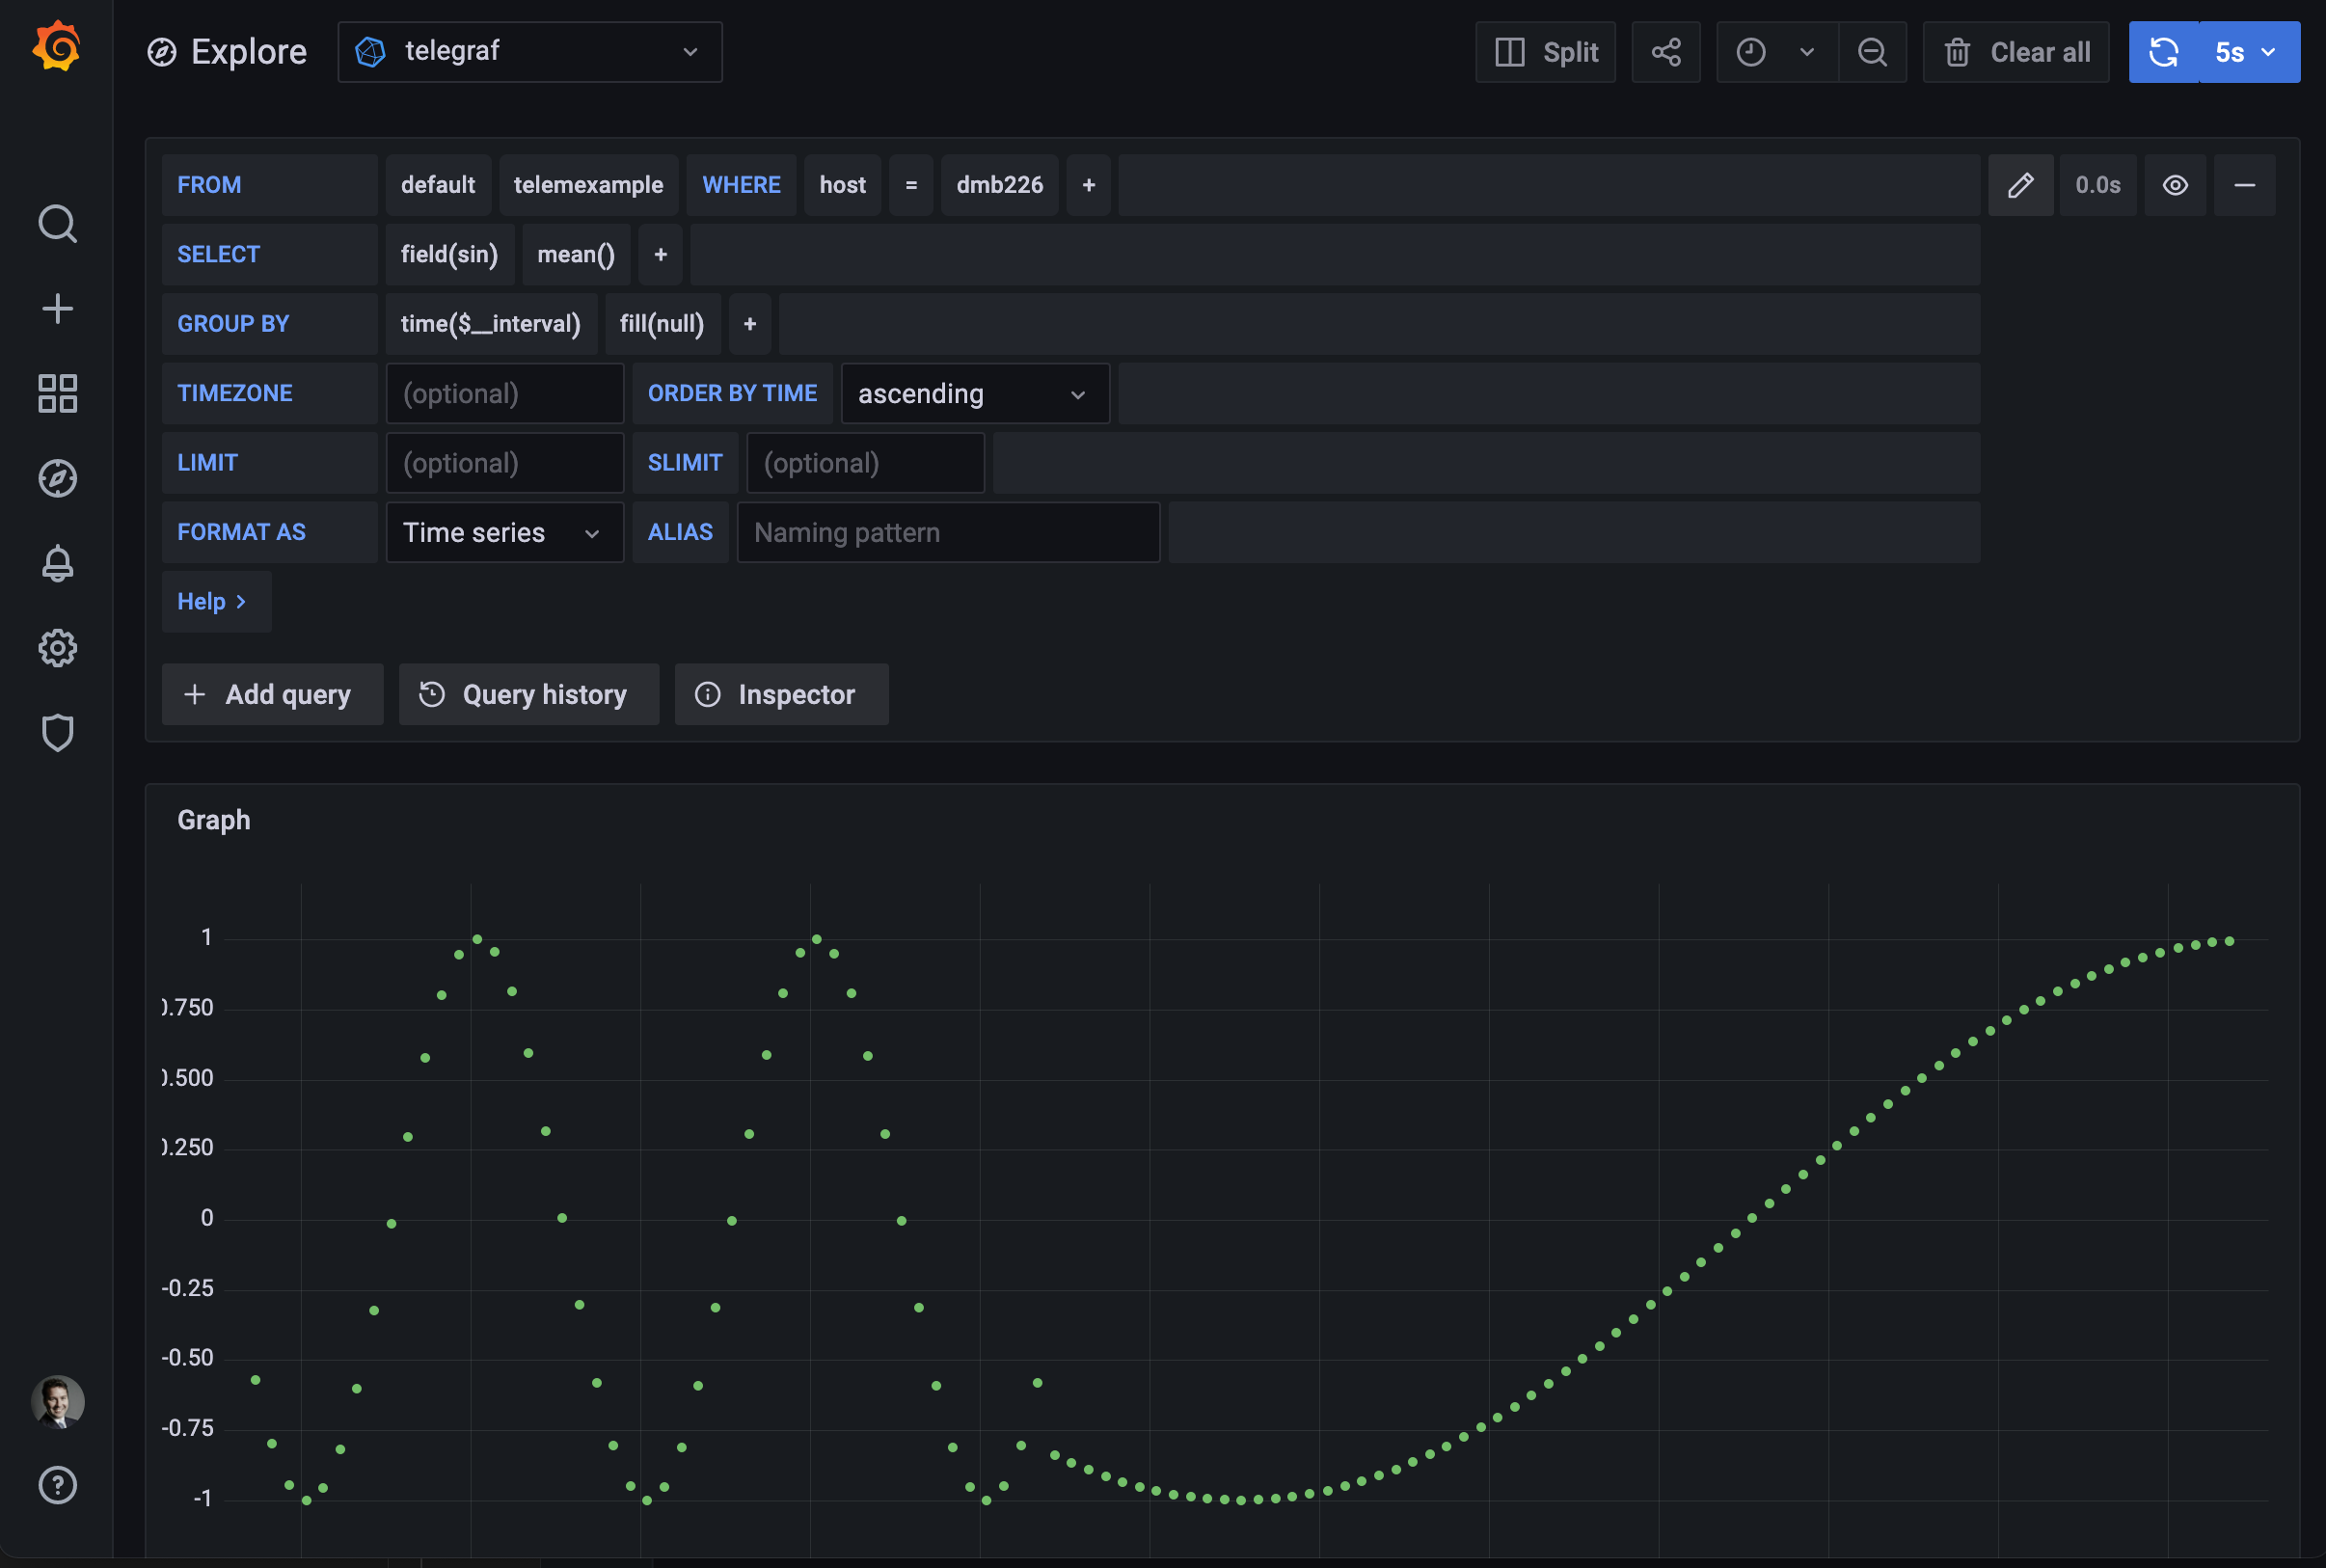 Explore telegraf Split Clear all 5s
FROM default telemexample WHERE host = dmb226 + 0.0s
SELECT field(sin) mean() +
GROUP BY time($__interval) fill(null) +
TIMEZONE (optional) ORDER BY TIME ascending
LIMIT (optional) SLIMIT (optional)
FORMAT AS Time series ALIAS Naming pattern
Help >
+ Add query Query history Inspector
Graph
1
0.750
0.500
0.250
0
-0.25
-0.50
-0.75
-1